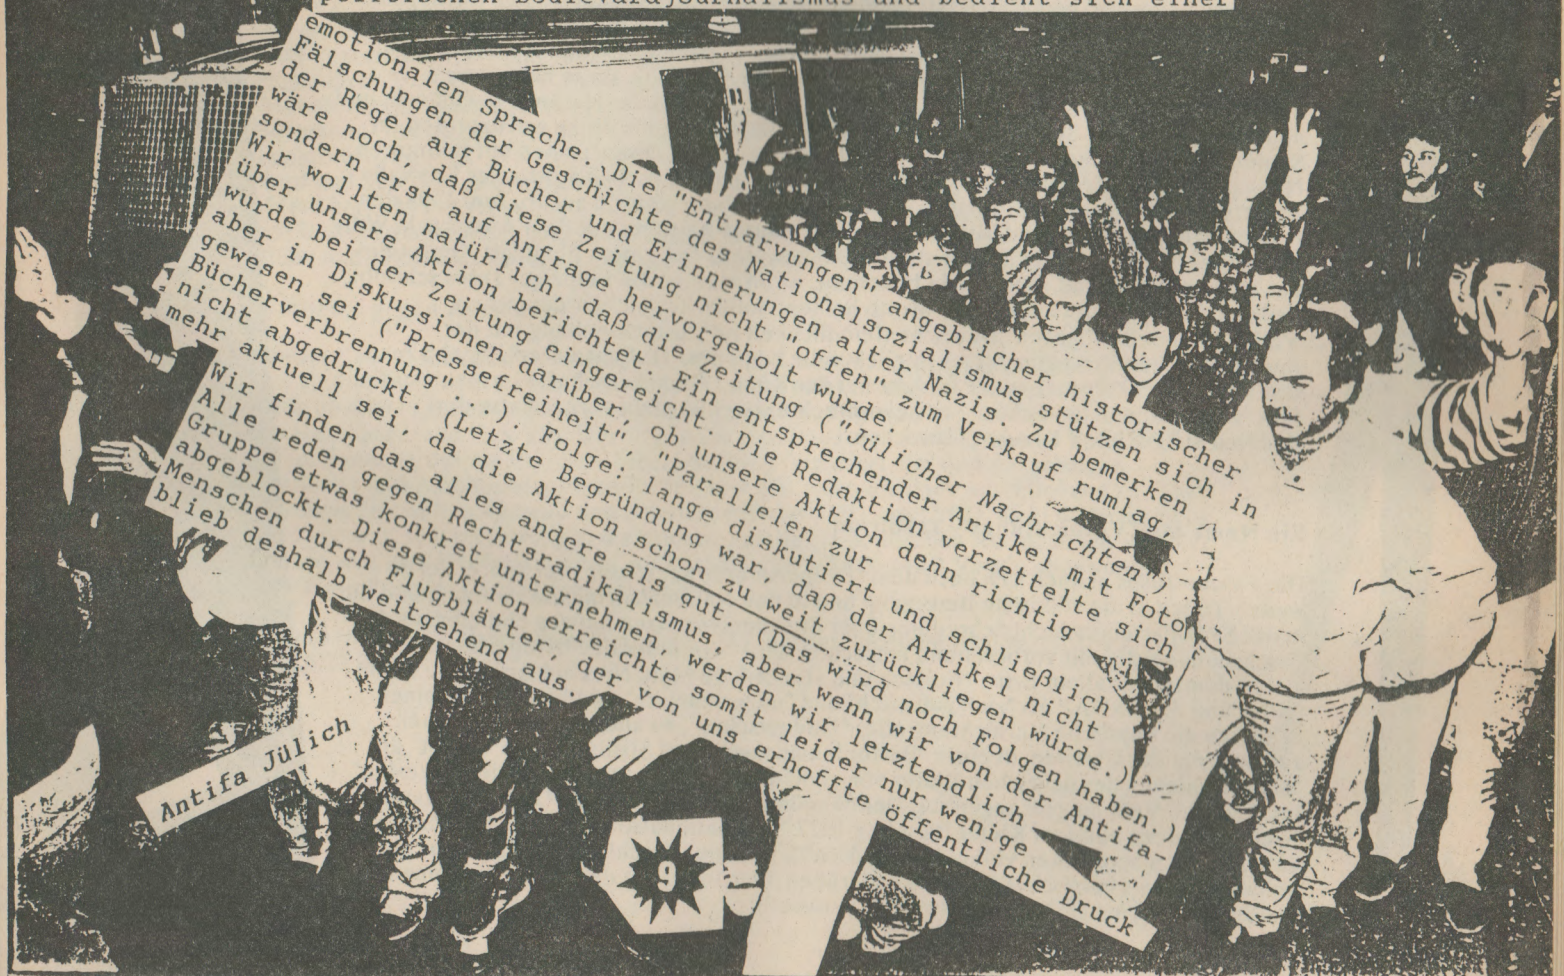 politischen Boulevardjournalismus und bedient sich einer
emotionalen Sprache. Die "Entlarvungen" angeblicher historischer
Fälschungen der Geschichte des Nationalsozialismus stützen sich in
der Regel auf Bücher und Erinnerungen alter Nazis. Zu bemerken
wäre noch, daß diese Zeitung nicht "offen" zum Verkauf rumlag,
sondern erst auf Anfrage hervorgeholt wurde.
Wir wollten natürlich, daß die Zeitung ("Jülicher Nachrichten")
über unsere Aktion berichtet. Ein entsprechender Artikel mit Foto
wurde bei der Zeitung eingereicht. Die Redaktion verzettelte sich
aber in Diskussionen darüber, ob unsere Aktion denn richtig
gewesen sei ("Pressefreiheit", "Parallelen zur
Bücherverbrennung"...). Folge: lange diskutiert und schließlich
nicht abgedruckt. (Letzte Begründung war, daß der Artikel nicht
mehr aktuell sei, da die Aktion schon zu weit zurückliegen würde.)
Wir finden das alles andere als gut. (Das wird noch Folgen haben.)
Alle reden gegen Rechtsradikalismus, aber wenn wir von der Antifa-
Gruppe etwas konkret unternehmen, werden wir letztendlich
abgeblockt. Diese Aktion erreichte somit leider nur wenige
Menschen durch Flugblätter, der von uns erhoffte öffentliche Druck
blieb deshalb weitgehend aus.
Antifa Jülich
9